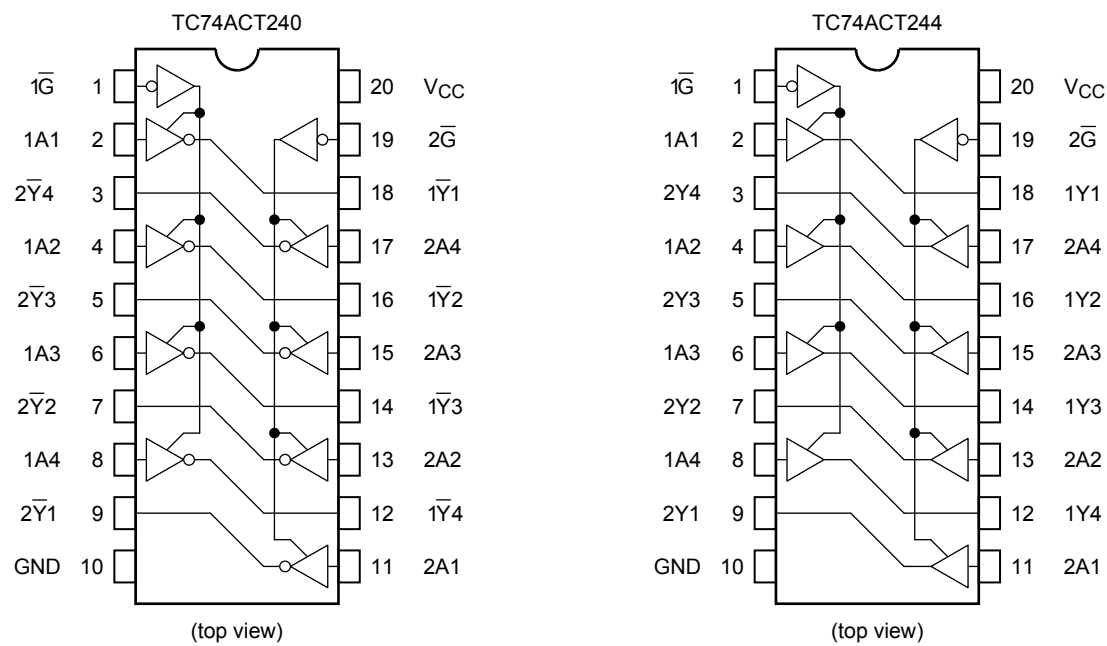 TC74ACT240
1G̅ 1 20 VCC
1A1 2 19 2G̅
2Y̅4 3 18 1Y̅1
1A2 4 17 2A4
2Y̅3 5 16 1Y̅2
1A3 6 15 2A3
2Y̅2 7 14 1Y̅3
1A4 8 13 2A2
2Y̅1 9 12 1Y̅4
GND 10 11 2A1
(top view)
TC74ACT244
1G̅ 1 20 VCC
1A1 2 19 2G̅
2Y4 3 18 1Y1
1A2 4 17 2A4
2Y3 5 16 1Y2
1A3 6 15 2A3
2Y2 7 14 1Y3
1A4 8 13 2A2
2Y1 9 12 1Y4
GND 10 11 2A1
(top view)